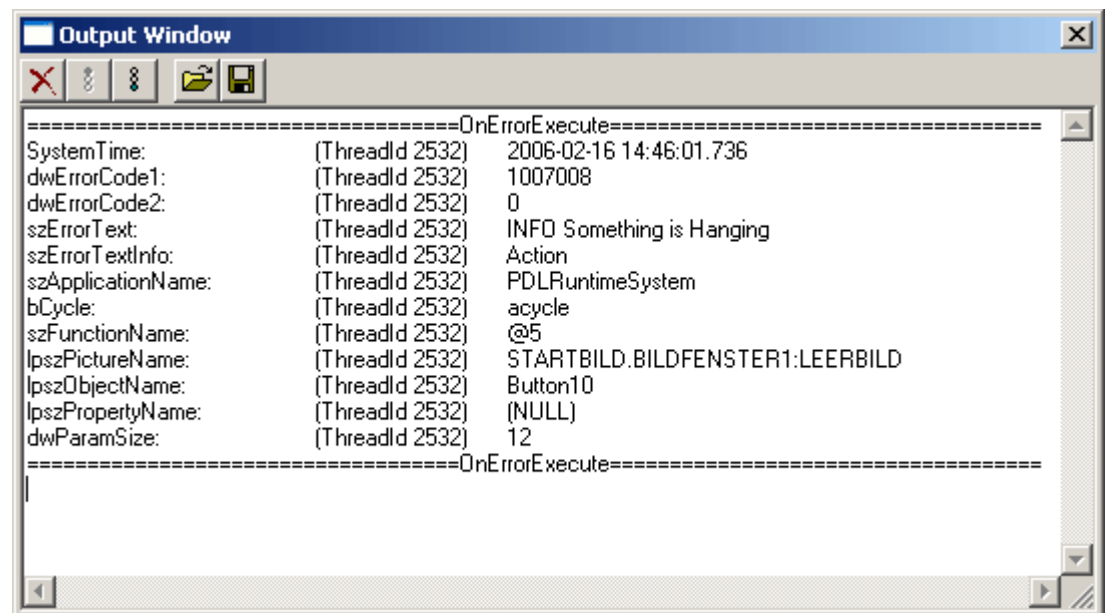 Output Window
===================================OnErrorExecute===================================
SystemTime: (ThreadId 2532) 2006-02-16 14:46:01.736
dwErrorCode1: (ThreadId 2532) 1007008
dwErrorCode2: (ThreadId 2532) 0
szErrorText: (ThreadId 2532) INFO Something is Hanging
szErrorTextInfo: (ThreadId 2532) Action
szApplicationName: (ThreadId 2532) PDLRuntimeSystem
bCycle: (ThreadId 2532) acycle
szFunctionName: (ThreadId 2532) @5
lpszPictureName: (ThreadId 2532) STARTBILD.BILDFENSTER1:LEERBILD
lpszObjectName: (ThreadId 2532) Button10
lpszPropertyName: (ThreadId 2532) (NULL)
dwParamSize: (ThreadId 2532) 12
===================================OnErrorExecute===================================